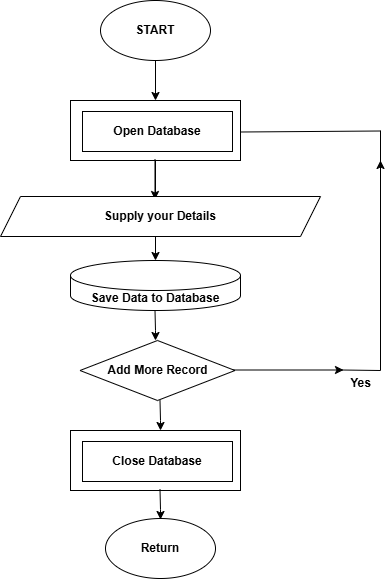 START
Open Database
Supply your Details
Save Data to Database
Add More Record
Yes
Close Database
Return